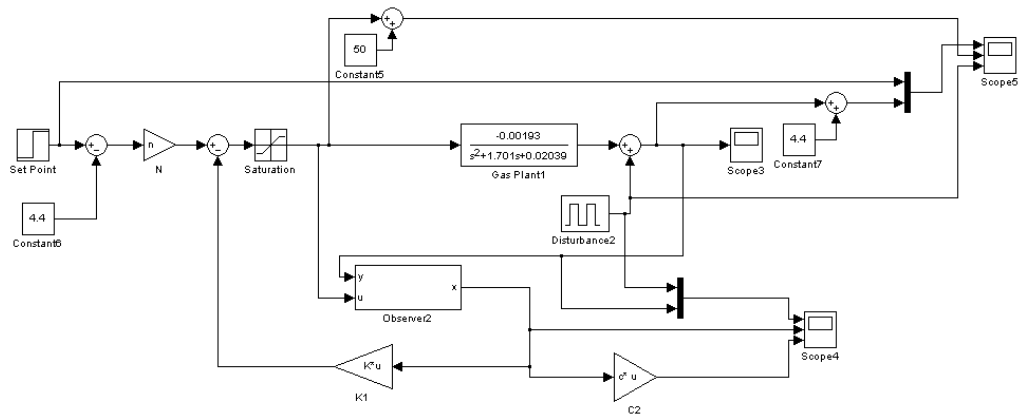 +
+
50
Constant5
Scope5
+
+
4.4
Constant7
Set Point
+
−
n
N
+
−
Saturation
-0.00193
s2+1.701s+0.02039
Gas Plant1
+
+
Scope3
4.4
Constant6
Disturbance2
y
u
x
Observer2
Scope4
K*u
K1
c* u
C2